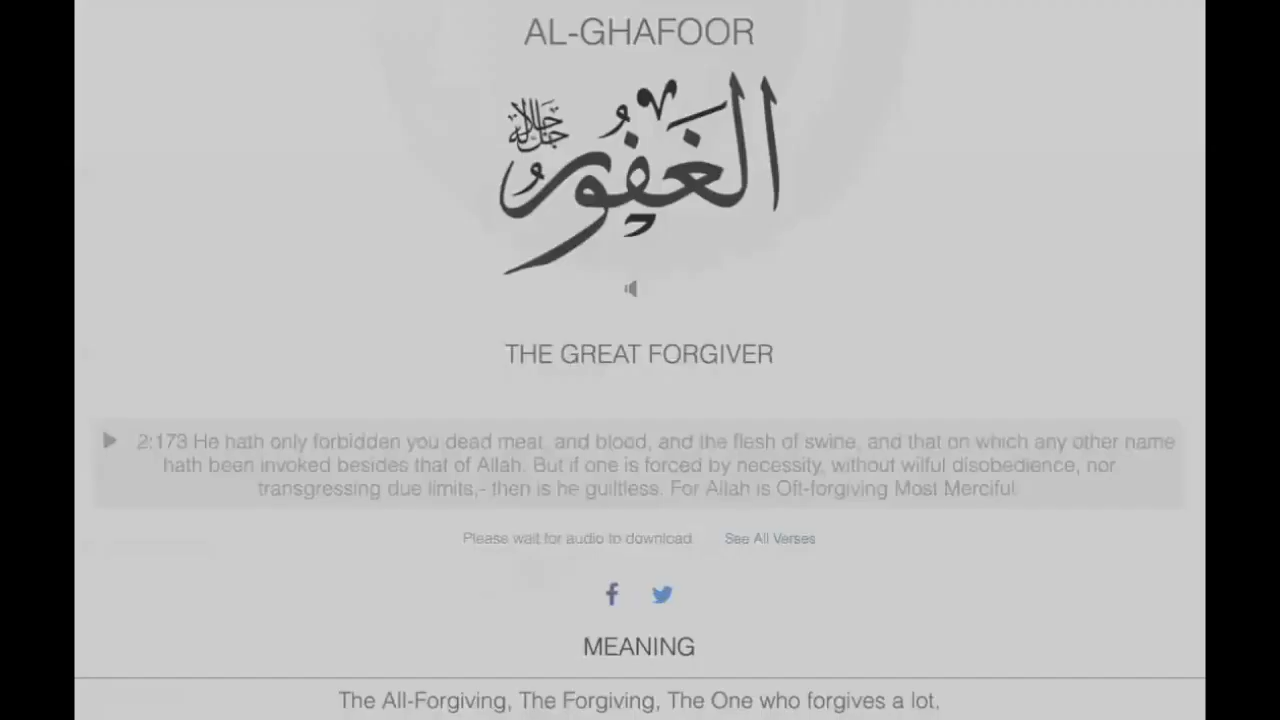 AL-GHAFOOR
الغفور جل جلاله
THE GREAT FORGIVER
2:173 He hath only forbidden you dead meat, and blood, and the flesh of swine, and that on which any other name
hath been invoked besides that of Allah. But if one is forced by necessity, without wilful disobedience, nor
transgressing due limits,- then is he guiltless. For Allah is Oft-forgiving Most Merciful.
Please wait for audio to download. See All Verses
MEANING
The All-Forgiving, The Forgiving, The One who forgives a lot,